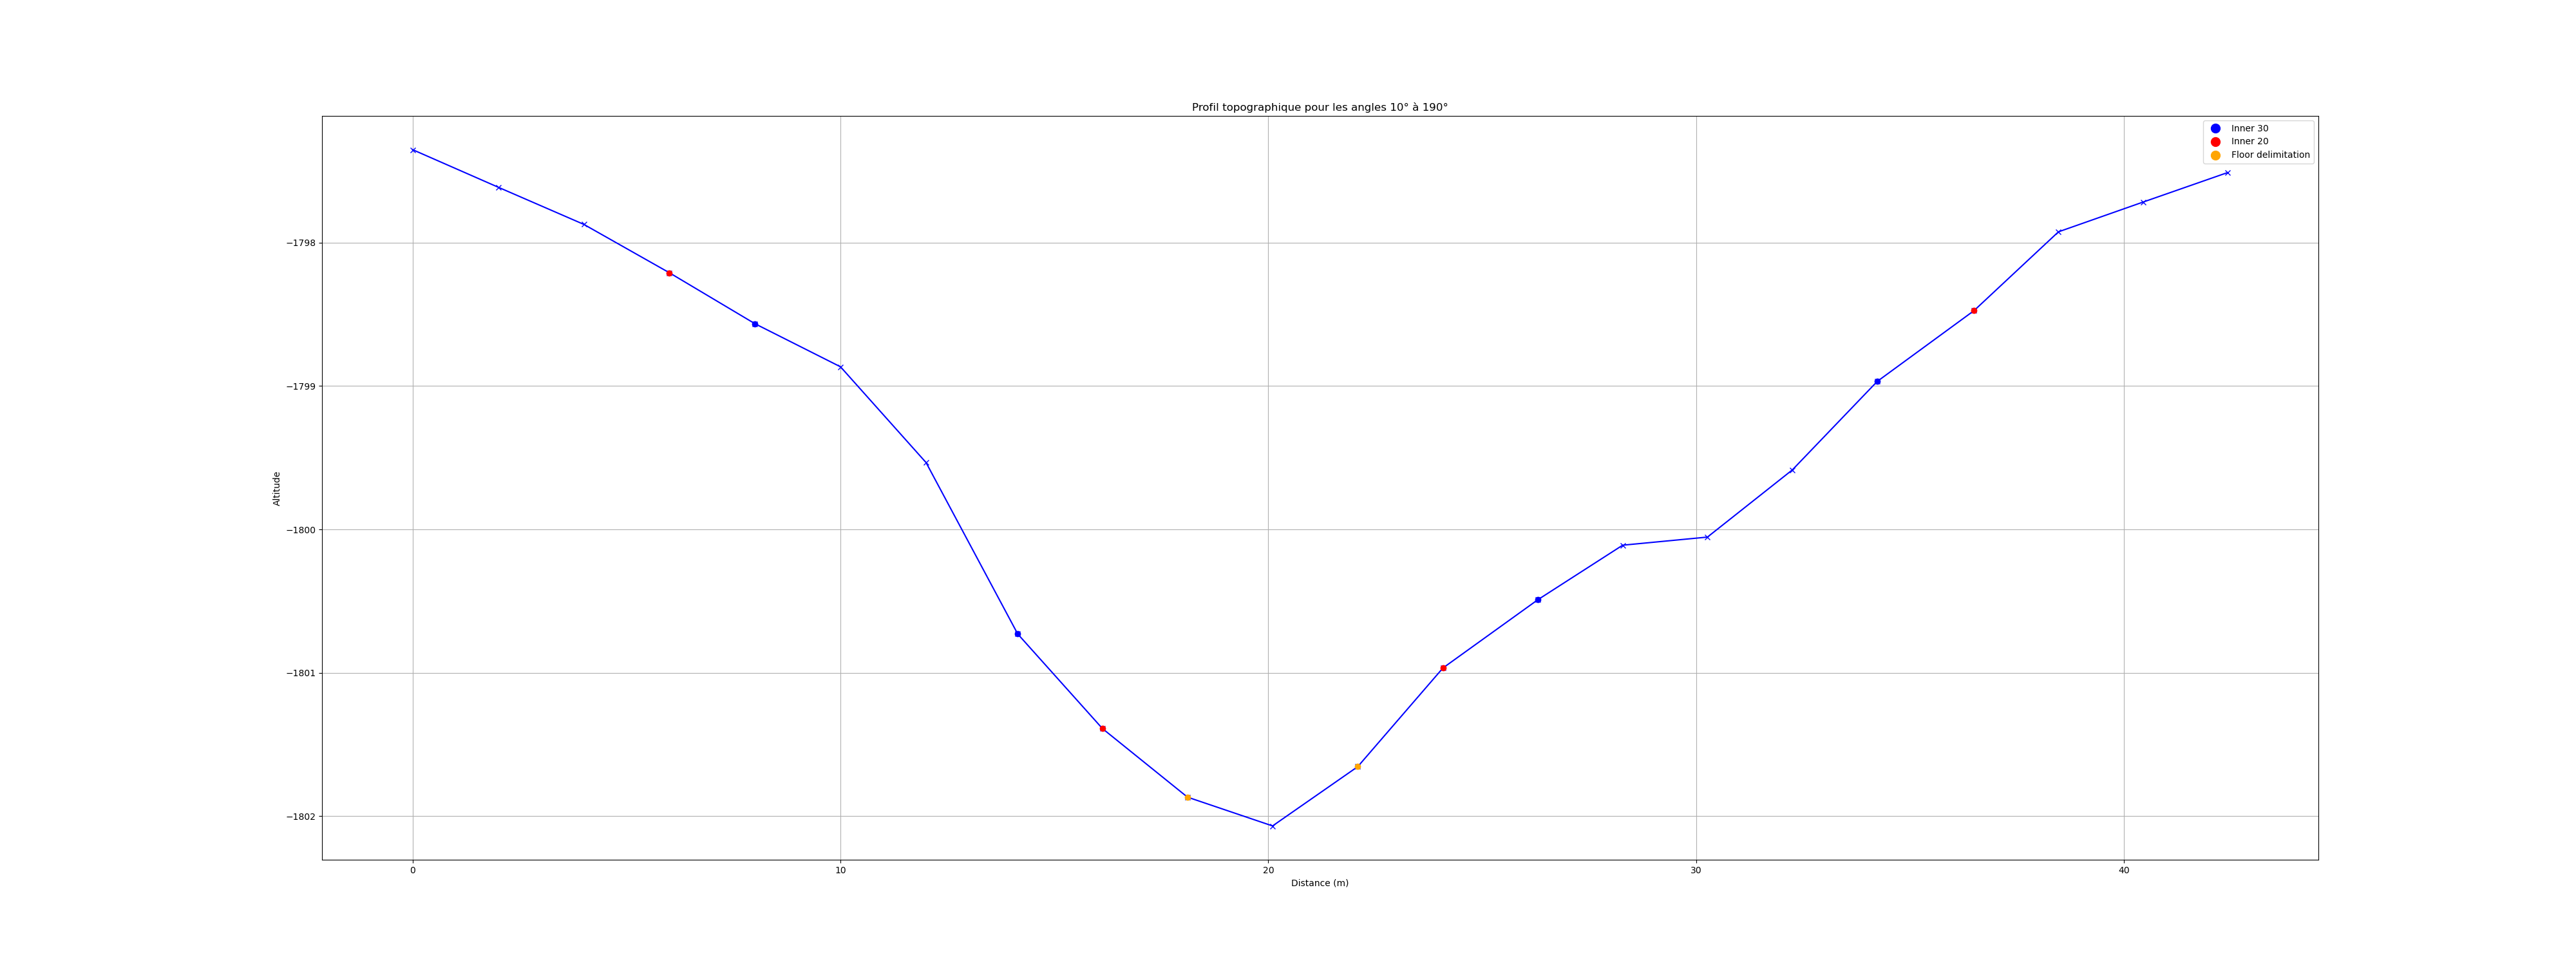 Profil topographique pour les angles 10° à 190°
Inner 30
Inner 20
Floor delimitation
−1798
−1799
−1800
−1801
−1802
Altitude
0 10 20 30 40
Distance (m)